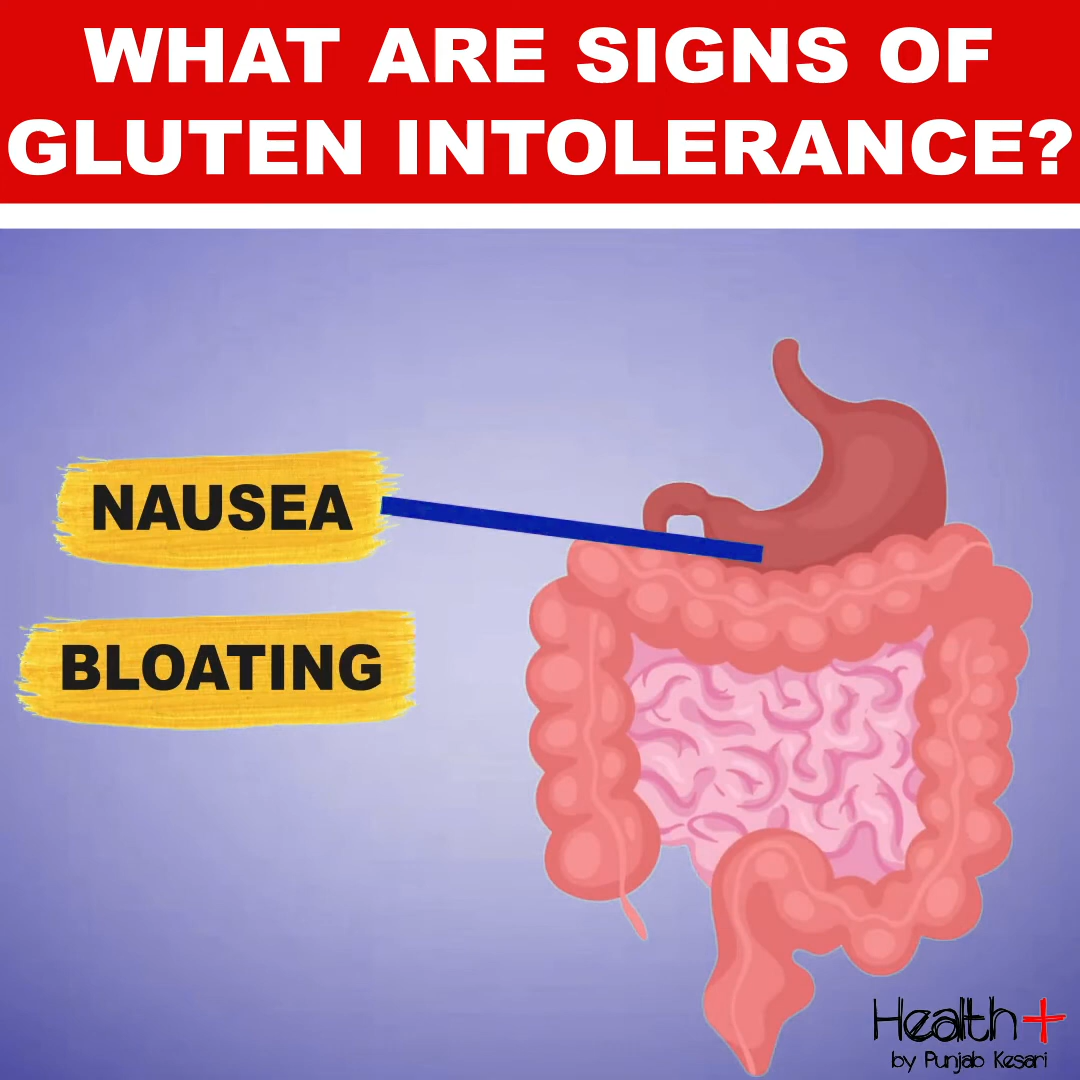 WHAT ARE SIGNS OF
GLUTEN INTOLERANCE?
NAUSEA
BLOATING
Health+
by Punjab Kesari